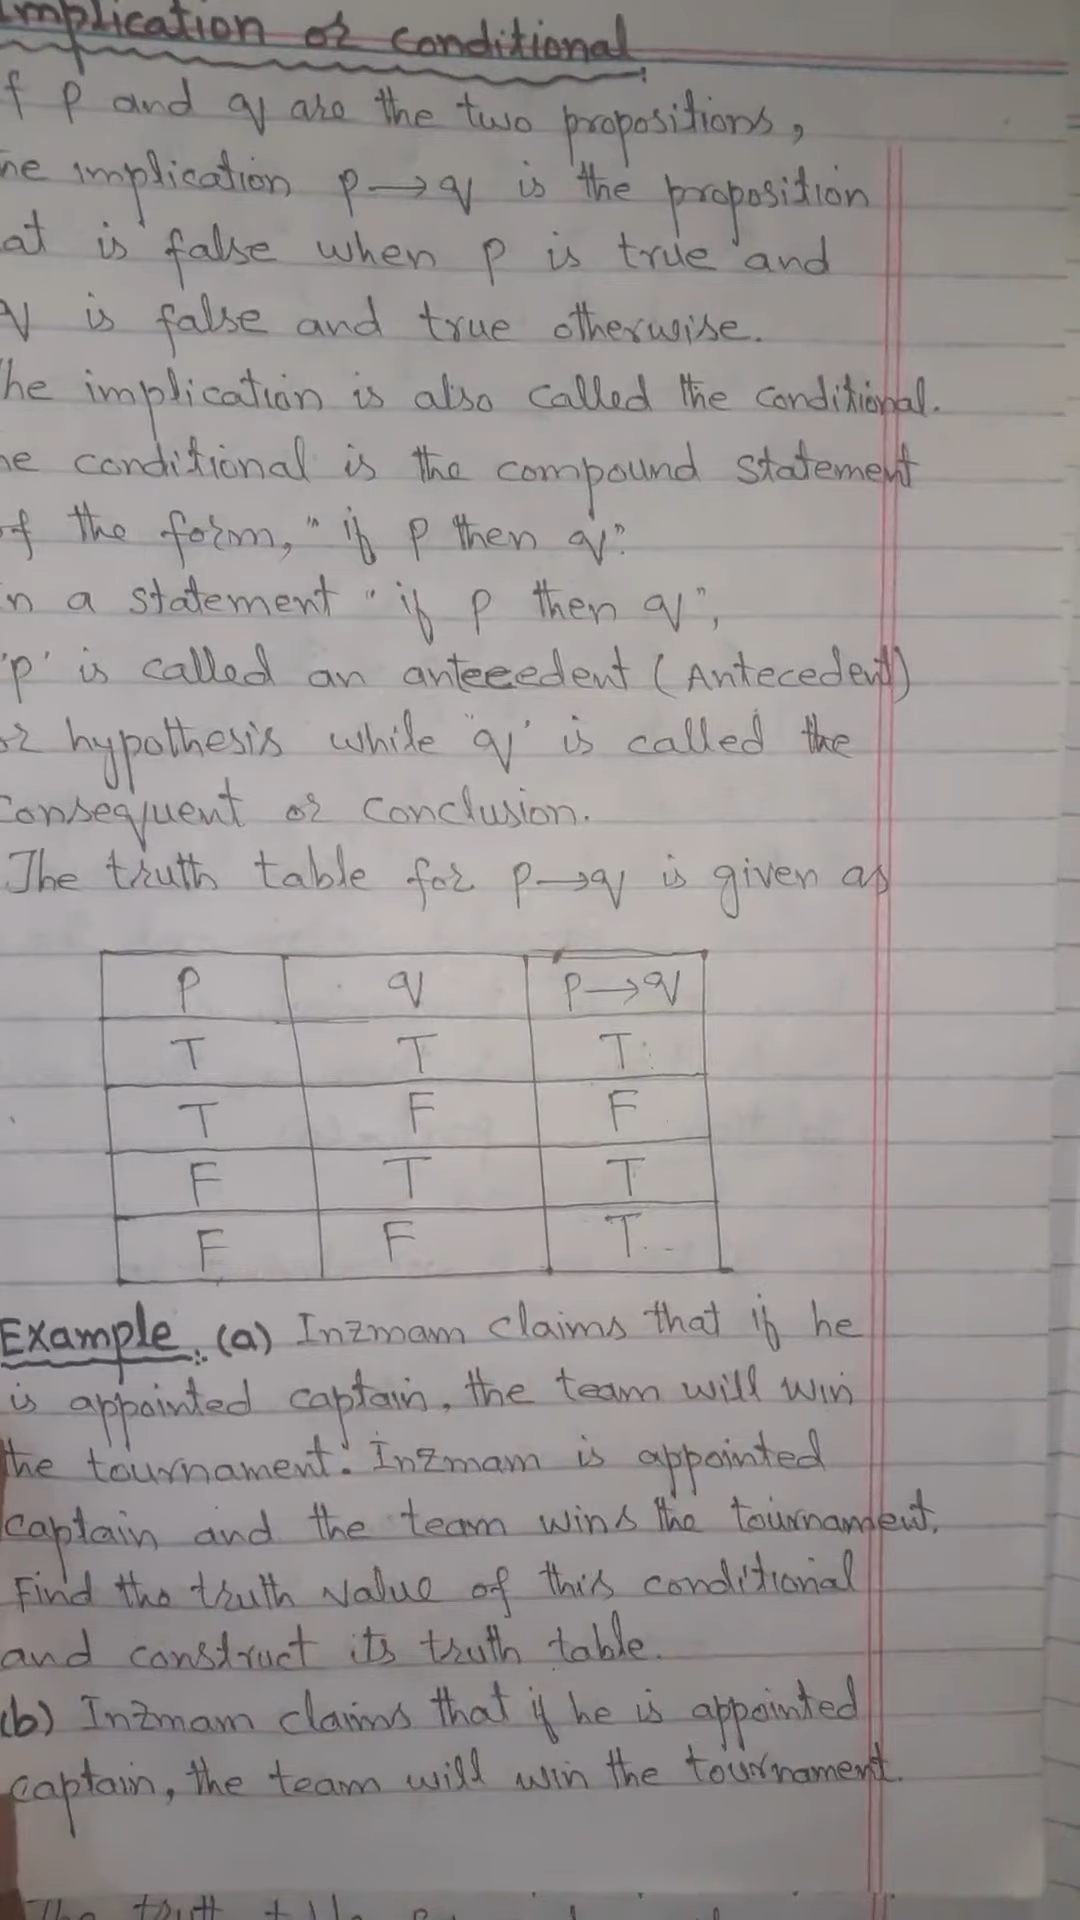 Implication or conditional
f p and q are the two propositions,
he implication p→q is the proposition
at is false when p is true and
q is false and true otherwise.
he implication is also called the conditional.
e conditional is the compound statement
f the form, "if p then q".
n a statement "if p then q",
'p' is called an anteeedent (Antecedent)
or hypothesis while 'q' is called the
consequent or conclusion.
The truth table for p→q is given as
p q p→q
T T T
T F F
F T T
F F T
Example. (a) Inzmam claims that if he
is appointed captain, the team will win
the tournament. Inzmam is appointed
captain and the team wins the tournament.
Find the truth value of this conditional
and construct its truth table.
(b) Inzmam claims that if he is appointed
captain, the team will win the tournament.